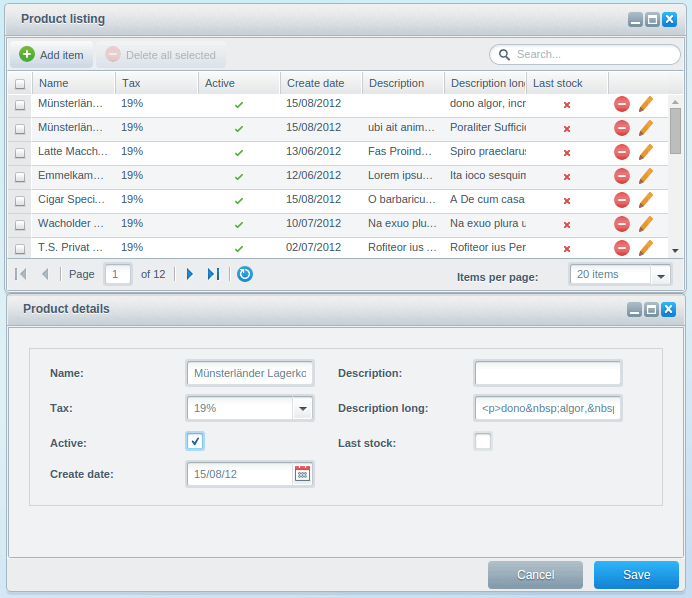 Product listing
Add item Delete all selected Search...
Name Tax Active Create date Description Description lon Last stock
Münsterlän... 19% 15/08/2012 dono algor, incr
Münsterlän... 19% 15/08/2012 ubi ait anim... Poraliter Suffici
Latte Macch... 19% 13/06/2012 Fas Proind... Spiro praeclarus
Emmelkam... 19% 12/06/2012 Lorem ipsu... Ita ioco sesquim
Cigar Speci... 19% 15/08/2012 O barbaricu... A De cum casa
Wacholder ... 19% 10/07/2012 Na exuo plu... Na exuo plura u
T.S. Privat ... 19% 02/07/2012 Rofiteor ius ... Rofiteor ius Per
Page 1 of 12 Items per page: 20 items
Product details
Name: Münsterländer Lagerko Description:
Tax: 19% Description long: <p>dono&nbsp;algor,&nbsp
Active: Last stock:
Create date: 15/08/12
Cancel Save